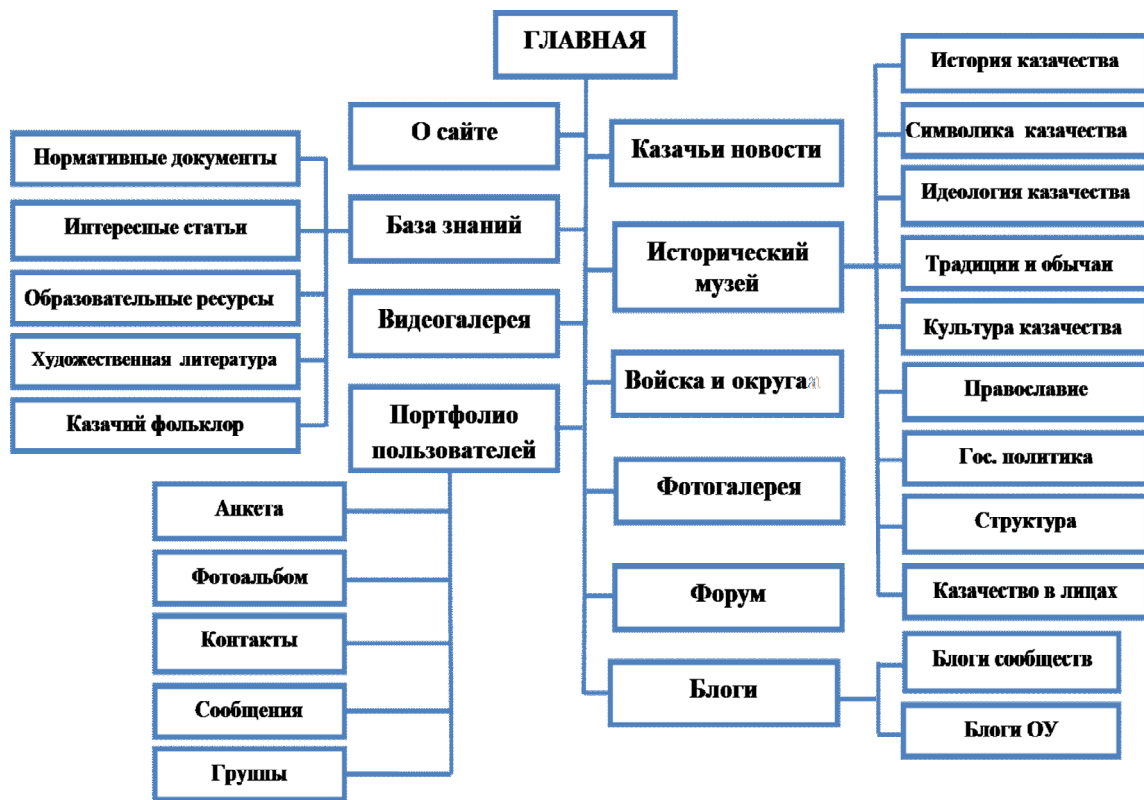 ГЛАВНАЯ
О сайте
База знаний
Нормативные документы
Интересные статьи
Образовательные ресурсы
Художественная литература
Казачий фольклор
Видеогалерея
Портфолио
пользователей
Анкета
Фотоальбом
Контакты
Сообщения
Группы
Казачьи новости
Исторический
музей
История казачества
Символика казачества
Идеология казачества
Традиции и обычаи
Культура казачества
Православие
Гос. политика
Структура
Казачество в лицах
Войска и округаа
Фотогалерея
Форум
Блоги
Блоги сообществ
Блоги ОУ